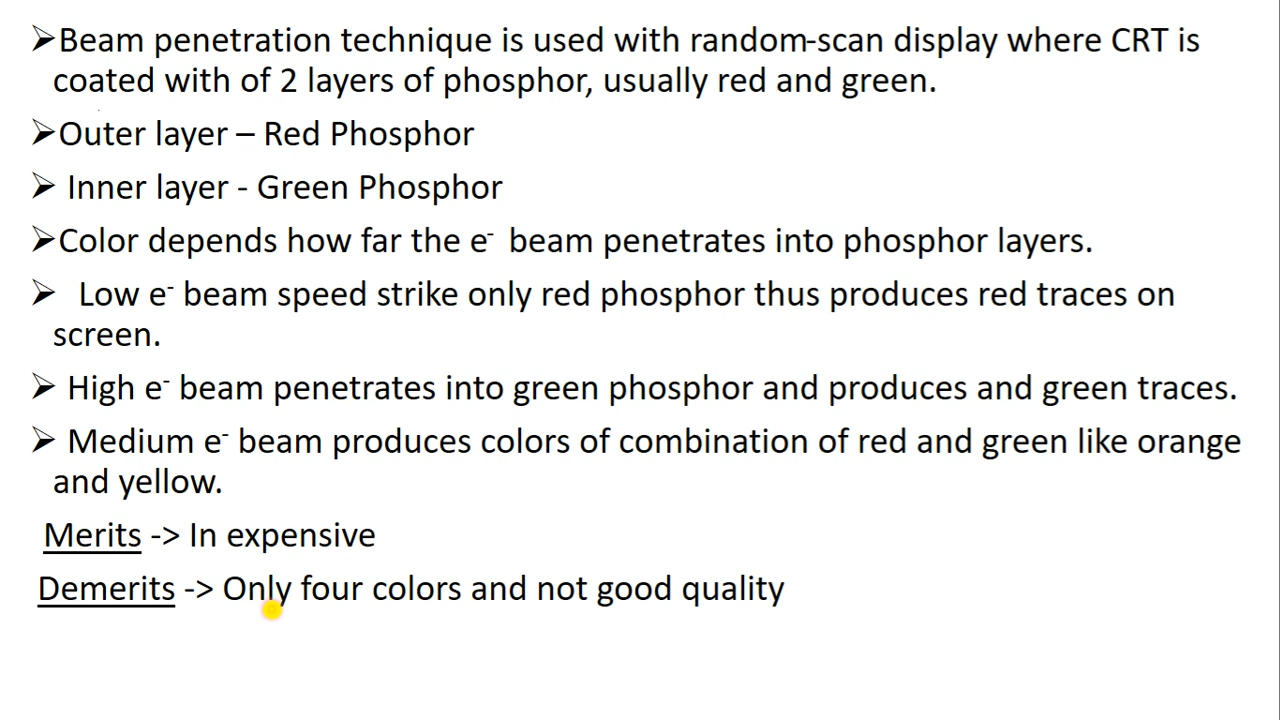 ➢Beam penetration technique is used with random-scan display where CRT is
coated with of 2 layers of phosphor, usually red and green.
➢Outer layer – Red Phosphor
➢ Inner layer - Green Phosphor
➢Color depends how far the e⁻ beam penetrates into phosphor layers.
➢ Low e⁻ beam speed strike only red phosphor thus produces red traces on
screen.
➢ High e⁻ beam penetrates into green phosphor and produces and green traces.
➢ Medium e⁻ beam produces colors of combination of red and green like orange
and yellow.
Merits -> In expensive
Demerits -> Only four colors and not good quality